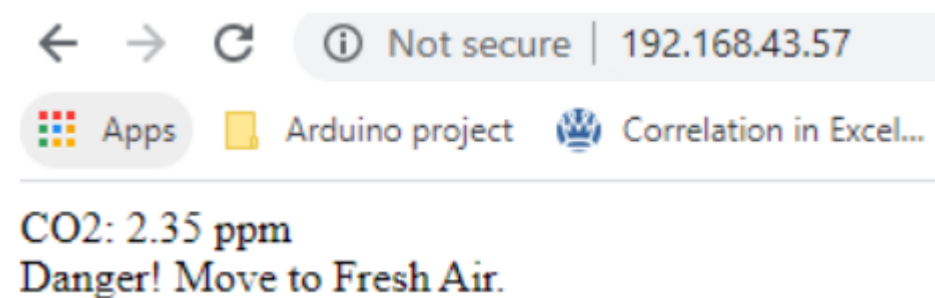 Not secure | 192.168.43.57
Apps Arduino project Correlation in Excel...
CO2: 2.35 ppm
Danger! Move to Fresh Air.